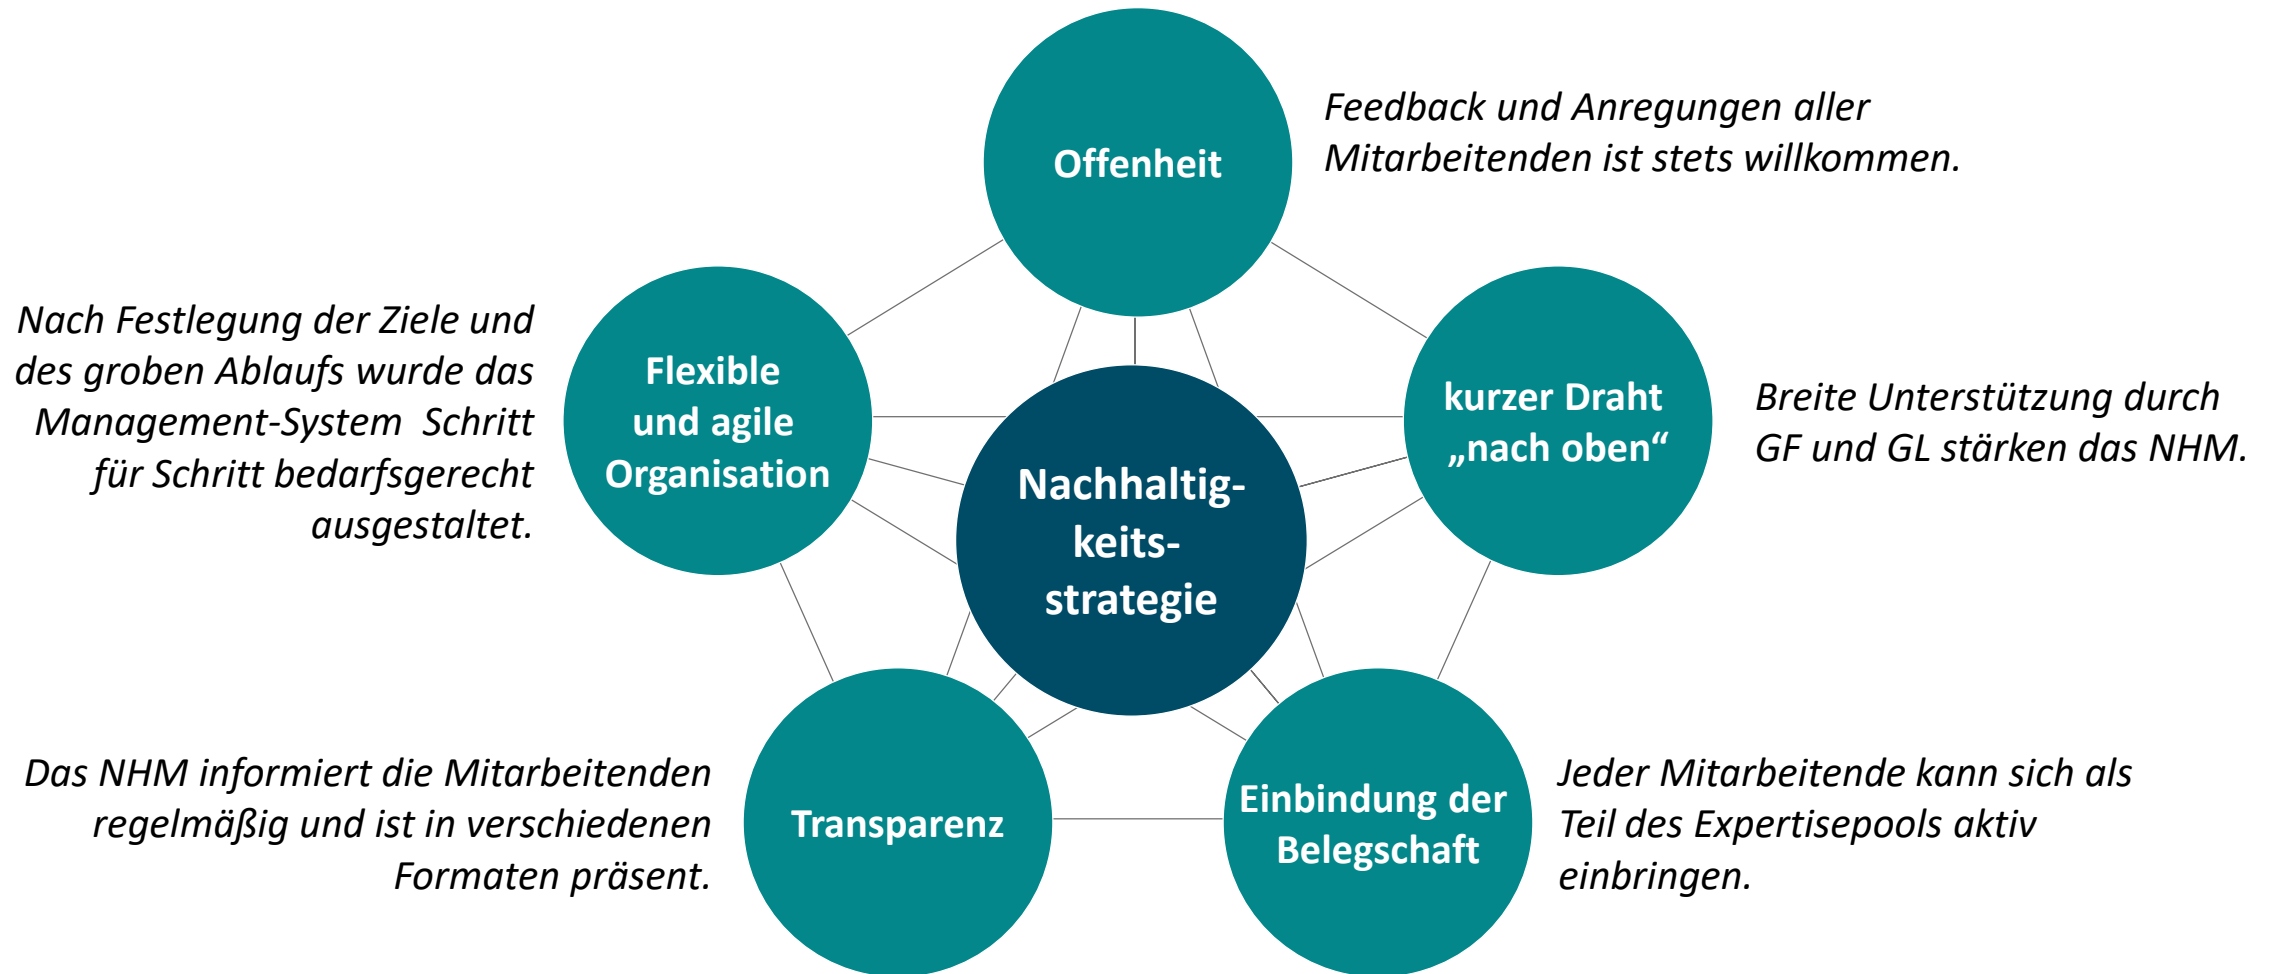 Offenheit
Feedback und Anregungen aller
Mitarbeitenden ist stets willkommen.
Nach Festlegung der Ziele und
des groben Ablaufs wurde das
Management-System  Schritt
für Schritt bedarfsgerecht
ausgestaltet.
Flexible
und agile
Organisation
kurzer Draht
„nach oben“
Breite Unterstützung durch
GF und GL stärken das NHM.
Nachhaltig-
keits-
strategie
Das NHM informiert die Mitarbeitenden
regelmäßig und ist in verschiedenen
Formaten präsent.
Transparenz
Einbindung der
Belegschaft
Jeder Mitarbeitende kann sich als
Teil des Expertisepools aktiv
einbringen.